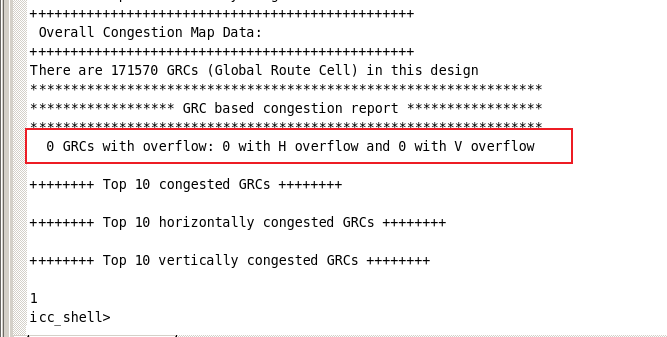 ++++++++++++++++++++++++++++++++++++++++++++++++
Overall Congestion Map Data:
++++++++++++++++++++++++++++++++++++++++++++++++
There are 171570 GRCs (Global Route Cell) in this design
****************************************************************
****************** GRC based congestion report *****************
****************************************************************
0 GRCs with overflow: 0 with H overflow and 0 with V overflow
++++++++ Top 10 congested GRCs ++++++++
++++++++ Top 10 horizontally congested GRCs ++++++++
++++++++ Top 10 vertically congested GRCs ++++++++
1
icc_shell>